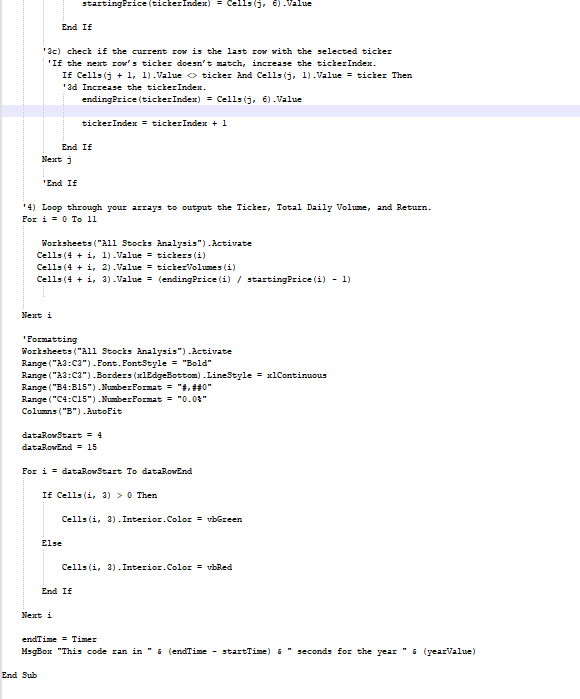 startingPrice(tickerIndex) = Cells(j, 6).Value
End If
'3c) check if the current row is the last row with the selected ticker
'If the next row's ticker doesn't match, increase the tickerIndex.
If Cells(j + 1, 1).Value <> ticker And Cells(j, 1).Value = ticker Then
'3d Increase the tickerIndex.
endingPrice(tickerIndex) = Cells(j, 6).Value
tickerIndex = tickerIndex + 1
End If
Next j
'End If
'4) Loop through your arrays to output the Ticker, Total Daily Volume, and Return.
For i = 0 To 11
Worksheets("All Stocks Analysis").Activate
Cells(4 + i, 1).Value = tickers(i)
Cells(4 + i, 2).Value = tickerVolumes(i)
Cells(4 + i, 3).Value = (endingPrice(i) / startingPrice(i) - 1)
Next i
'Formatting
Worksheets("All Stocks Analysis").Activate
Range("A3:C3").Font.FontStyle = "Bold"
Range("A3:C3").Borders(xlEdgeBottom).LineStyle = xlContinuous
Range("B4:B15").NumberFormat = "#,##0"
Range("C4:C15").NumberFormat = "0.0%"
Columns("B").AutoFit
dataRowStart = 4
dataRowEnd = 15
For i = dataRowStart To dataRowEnd
If Cells(i, 3) > 0 Then
Cells(i, 3).Interior.Color = vbGreen
Else
Cells(i, 3).Interior.Color = vbRed
End If
Next i
endTime = Timer
MsgBox "This code ran in " & (endTime - startTime) & " seconds for the year " & (yearValue)
End Sub